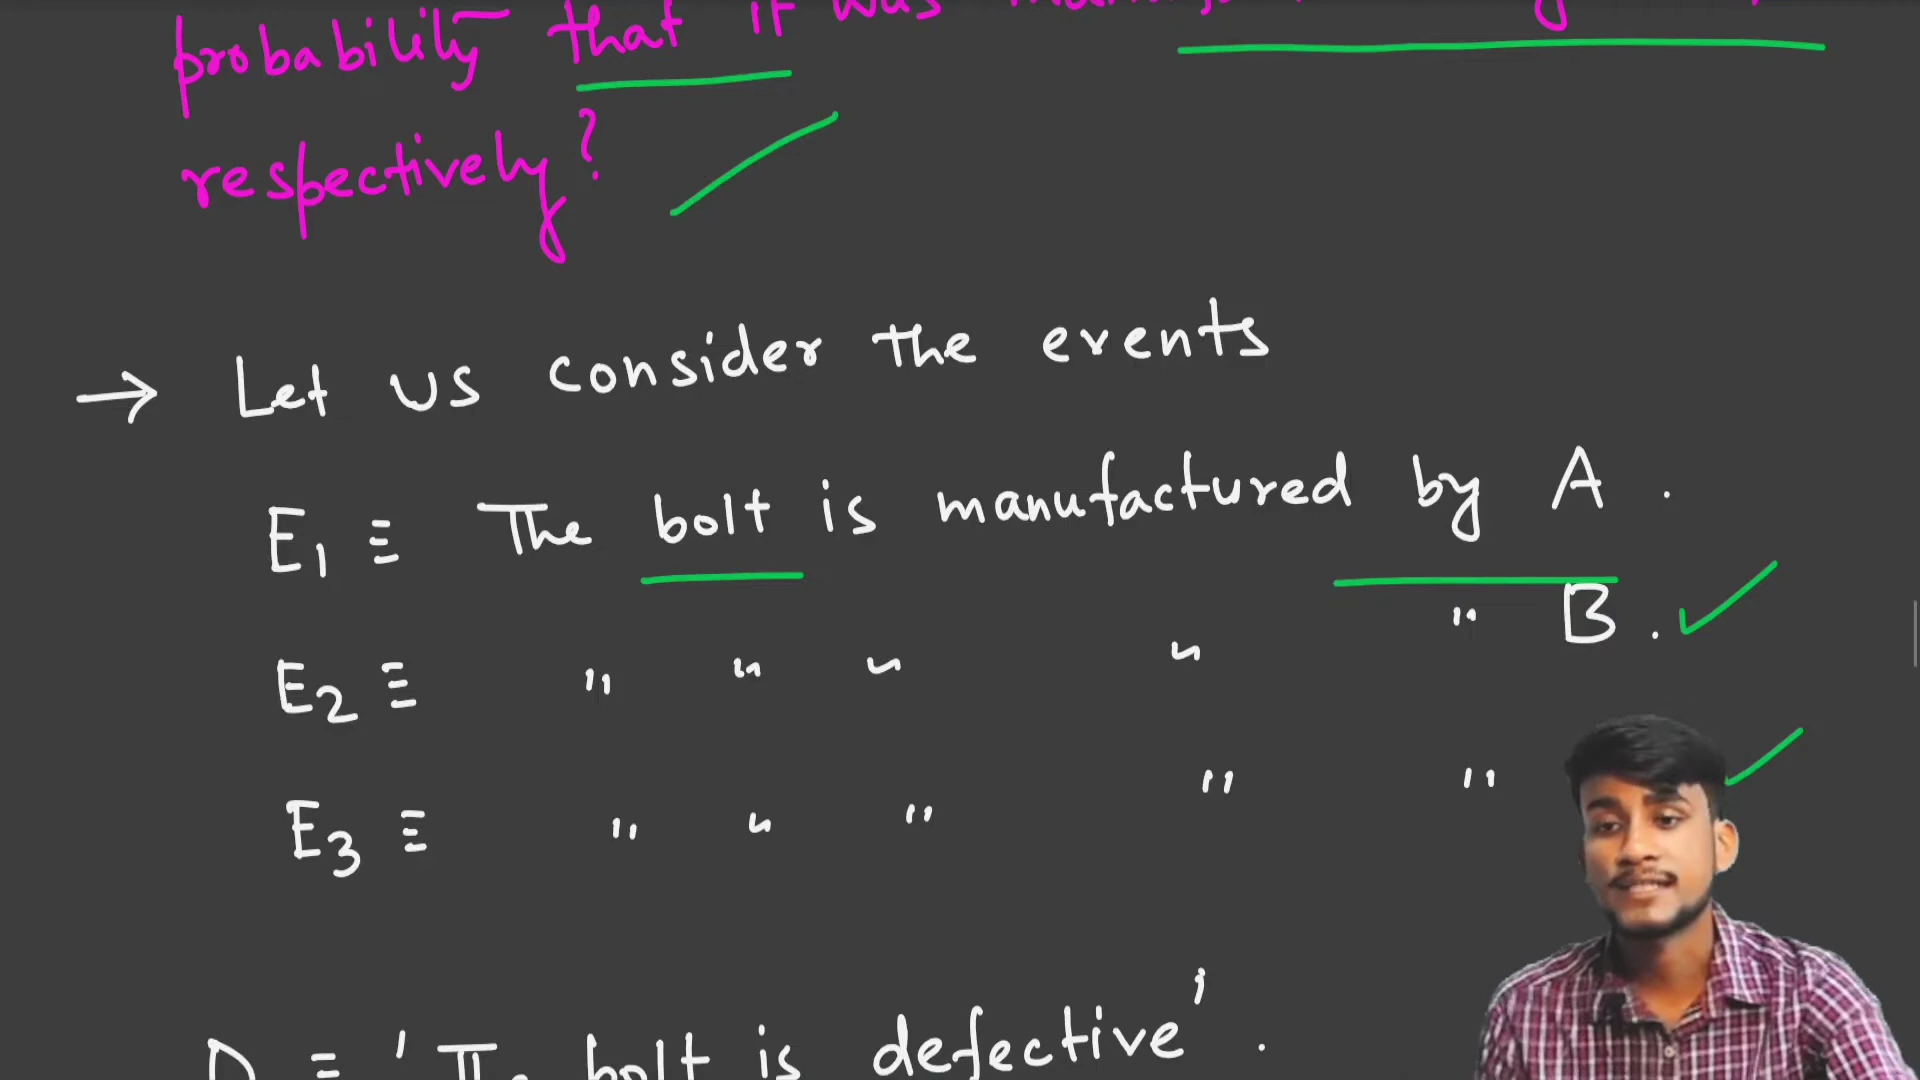 probability that it was
respectively?
→ Let us consider the events
E1 ≡ The bolt is manufactured by A.
E2 ≡ " " " " " B.
E3 ≡ " " " " "
D ≡ 'The bolt is defective'.